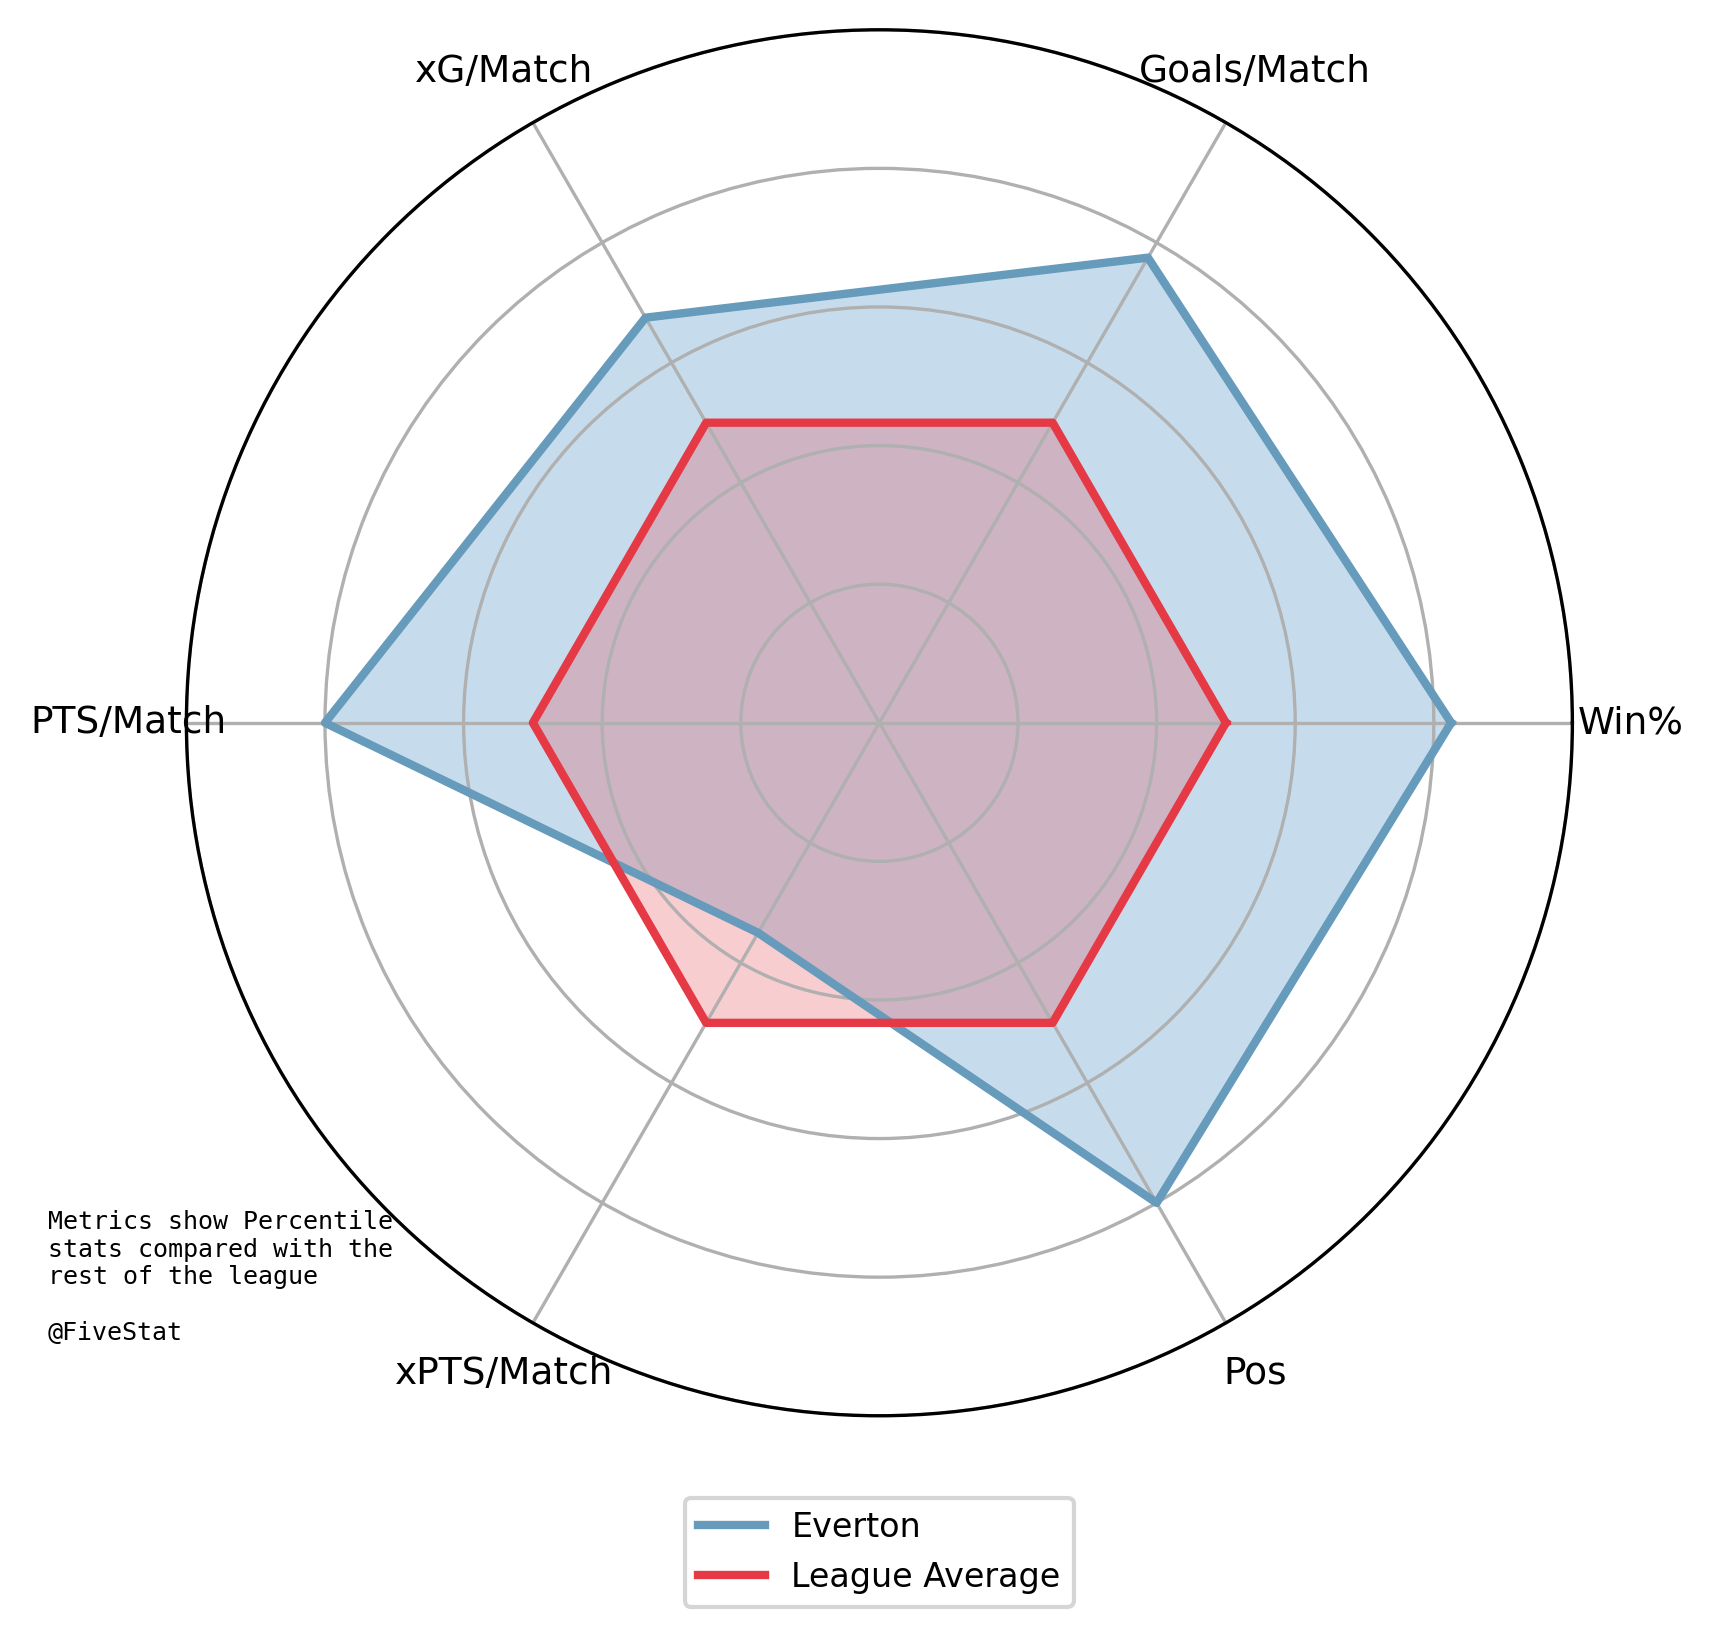 xG/Match
Goals/Match
PTS/Match
Win%
Metrics show Percentile
stats compared with the
rest of the league
@FiveStat
xPTS/Match
Pos
Everton
League Average